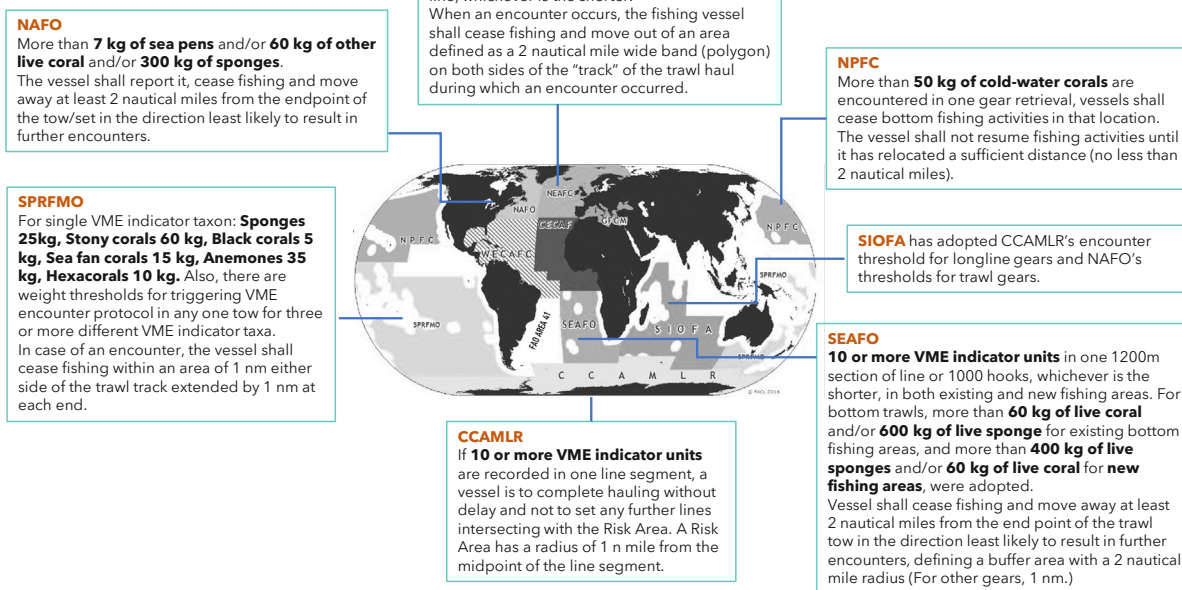 NAFO
More than 7 kg of sea pens and/or 60 kg of other
live coral and/or 300 kg of sponges.
The vessel shall report it, cease fishing and move
away at least 2 nautical miles from the endpoint of
the tow/set in the direction least likely to result in
further encounters.
line, whichever is the shorter.
When an encounter occurs, the fishing vessel
shall cease fishing and move out of an area
defined as a 2 nautical mile wide band (polygon)
on both sides of the “track” of the trawl haul
during which an encounter occurred.
NPFC
More than 50 kg of cold-water corals are
encountered in one gear retrieval, vessels shall
cease bottom fishing activities in that location.
The vessel shall not resume fishing activities until
it has relocated a sufficient distance (no less than
2 nautical miles).
SPRFMO
For single VME indicator taxon: Sponges
25kg, Stony corals 60 kg, Black corals 5
kg, Sea fan corals 15 kg, Anemones 35
kg, Hexacorals 10 kg. Also, there are
weight thresholds for triggering VME
encounter protocol in any one tow for three
or more different VME indicator taxa.
In case of an encounter, the vessel shall
cease fishing within an area of 1 nm either
side of the trawl track extended by 1 nm at
each end.
NEAFC
NAFO
CECAF
GFCM
NPFC
NPFC
WECAFC
SPRFMO
SPRFMO
FAO AREA 41
SEAFO
SIOFA
SPRFMO
CCAMLR
© FAO, 2016
SIOFA has adopted CCAMLR’s encounter
threshold for longline gears and NAFO’s
thresholds for trawl gears.
SEAFO
10 or more VME indicator units in one 1200m
section of line or 1000 hooks, whichever is the
shorter, in both existing and new fishing areas. For
bottom trawls, more than 60 kg of live coral
and/or 600 kg of live sponge for existing bottom
fishing areas, and more than 400 kg of live
sponges and/or 60 kg of live coral for new
fishing areas, were adopted.
Vessel shall cease fishing and move away at least
2 nautical miles from the end point of the trawl
tow in the direction least likely to result in further
encounters, defining a buffer area with a 2 nautical
mile radius (For other gears, 1 nm.)
CCAMLR
If 10 or more VME indicator units
are recorded in one line segment, a
vessel is to complete hauling without
delay and not to set any further lines
intersecting with the Risk Area. A Risk
Area has a radius of 1 n mile from the
midpoint of the line segment.